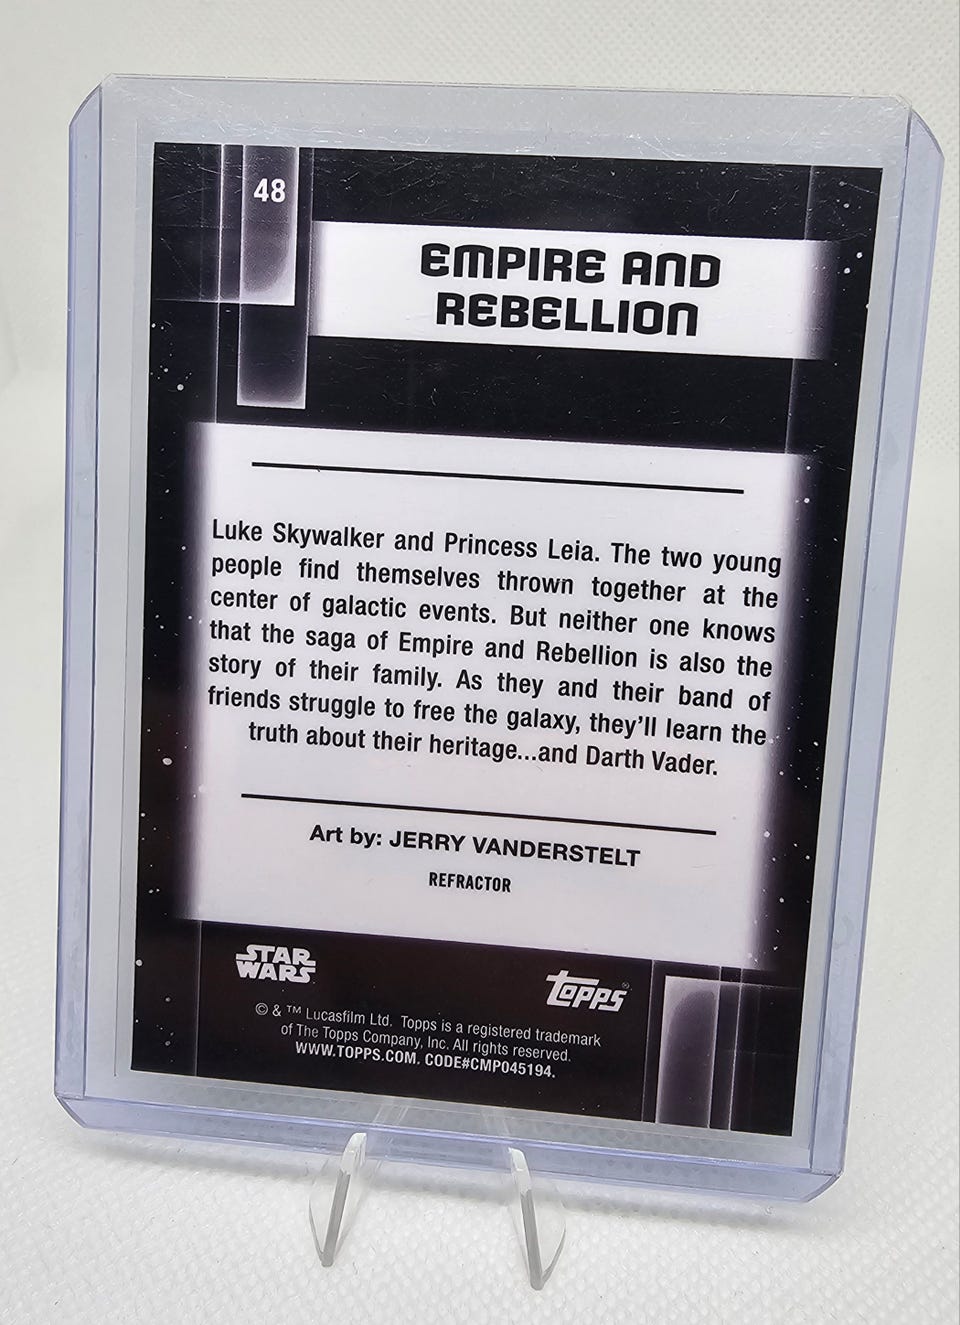 48
EMPIRE AND
REBELLION
Luke Skywalker and Princess Leia. The two young
people find themselves thrown together at the
center of galactic events. But neither one knows
that the saga of Empire and Rebellion is also the
story of their family. As they and their band of
friends struggle to free the galaxy, they'll learn the
truth about their heritage...and Darth Vader.
Art by: JERRY VANDERSTELT
REFRACTOR
STAR
WARS
topps®
© & ™ Lucasfilm Ltd. Topps is a registered trademark
of The Topps Company, Inc. All rights reserved.
WWW.TOPPS.COM. CODE#CMP045194.